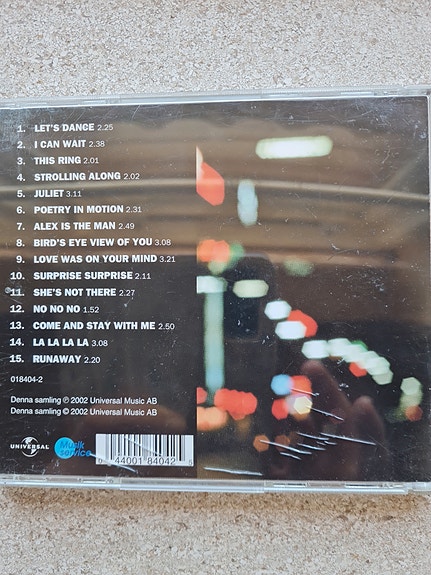 1. LET'S DANCE 2.25
2. I CAN WAIT 2.38
3. THIS RING 2.01
4. STROLLING ALONG 2.02
5. JULIET 3.11
6. POETRY IN MOTION 2.31
7. ALEX IS THE MAN 2.49
8. BIRD'S EYE VIEW OF YOU 3.08
9. LOVE WAS ON YOUR MIND 3.21
10. SURPRISE SURPRISE 2.11
11. SHE'S NOT THERE 2.27
12. NO NO NO 1.52
13. COME AND STAY WITH ME 2.50
14. LA LA LA LA 3.08
15. RUNAWAY 2.20
018404-2
Denna samling ℗ 2002 Universal Music AB
Denna samling © 2002 Universal Music AB
UNIVERSAL
Musik service
0 44001 84042 5